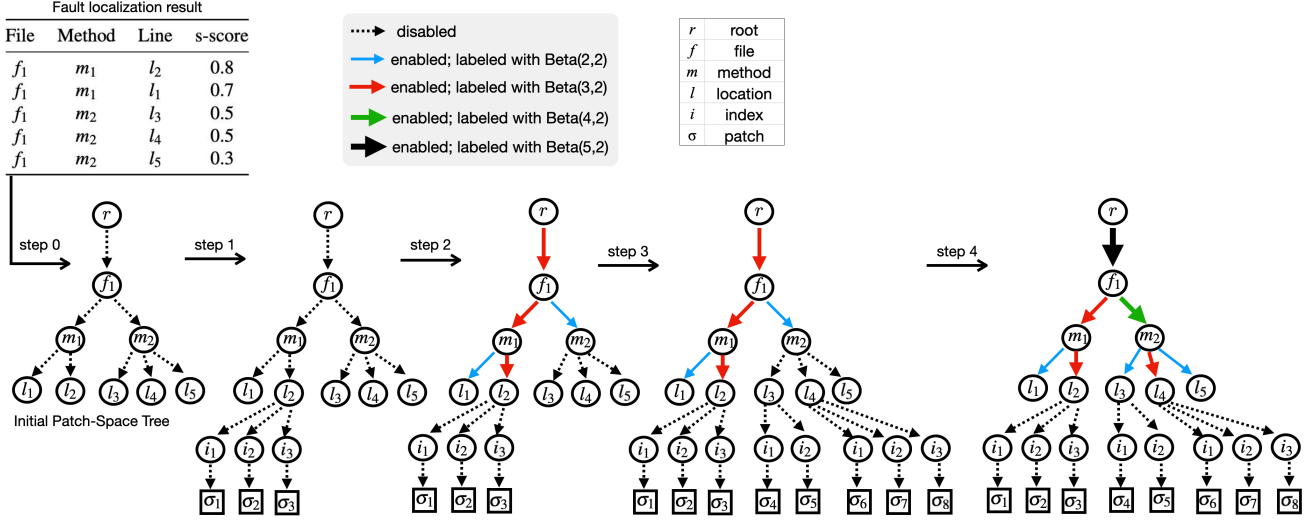 Fault localization result
File Method Line s-score
f1 m1 l2 0.8
f1 m1 l1 0.7
f1 m2 l3 0.5
f1 m2 l4 0.5
f1 m2 l5 0.3
disabled
enabled; labeled with Beta(2,2)
enabled; labeled with Beta(3,2)
enabled; labeled with Beta(4,2)
enabled; labeled with Beta(5,2)
r root
f file
m method
l location
i index
σ patch
step 0
r
f1
m1 m2
l1 l2 l3 l4 l5
Initial Patch-Space Tree
step 1
r
f1
m1 m2
l1 l2 l3 l4 l5
i1 i2 i3
σ1 σ2 σ3
step 2
r
f1
m1 m2
l1 l2 l3 l4 l5
i1 i2 i3
σ1 σ2 σ3
step 3
r
f1
m1 m2
l1 l2 l3 l4 l5
i1 i2 i3 i1 i2 i1 i2 i3
σ1 σ2 σ3 σ4 σ5 σ6 σ7 σ8
step 4
r
f1
m1 m2
l1 l2 l3 l4 l5
i1 i2 i3 i1 i2 i1 i2 i3
σ1 σ2 σ3 σ4 σ5 σ6 σ7 σ8